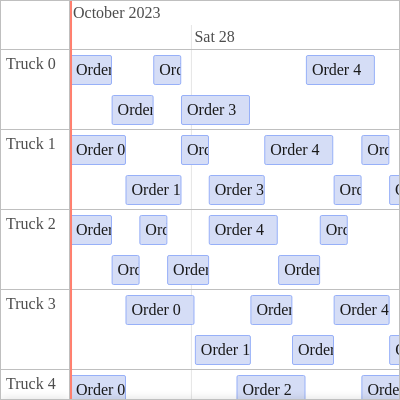 October 2023
Sat 28
Truck 0
Order
Orc
Order 4
Order
Order 3
Truck 1
Order 0
Orc
Order 4
Orc
Order 1
Order 3
Orc
Truck 2
Order
Orc
Order 4
Orc
Orc
Order
Order
Truck 3
Order 0
Order
Order 4
Order 1
Order
Truck 4
Order 0
Order 2
Orde